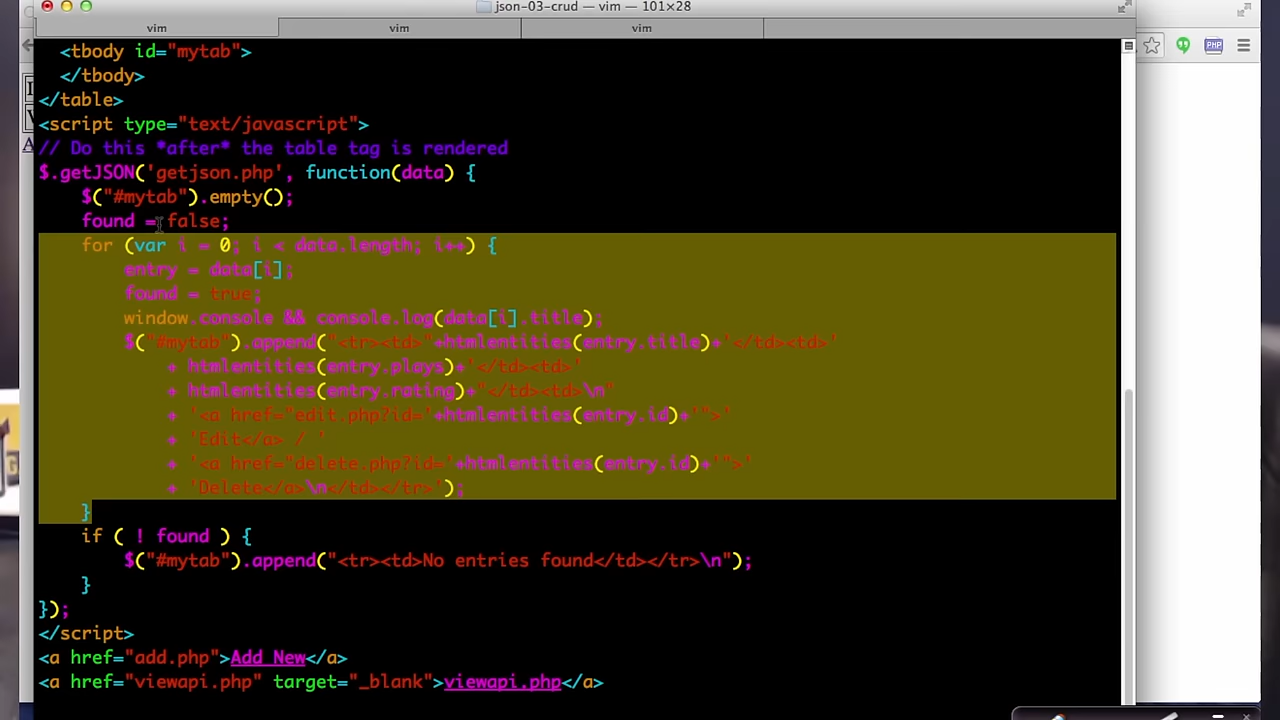 json-03-crud — vim — 101×28
vim vim vim
PHP
<tbody id="mytab">
</tbody>
</table>
<script type="text/javascript">
// Do this *after* the table tag is rendered
$.getJSON('getjson.php', function(data) {
$("#mytab").empty();
found = false;
for (var i = 0; i < data.length; i++) {
entry = data[i];
found = true;
window.console && console.log(data[i].title);
$("#mytab").append("<tr><td>"+htmlentities(entry.title)+'</td><td>'
+ htmlentities(entry.plays)+'</td><td>'
+ htmlentities(entry.rating)+"</td><td>\n"
+ '<a href="edit.php?id='+htmlentities(entry.id)+'">'
+ 'Edit</a> / '
+ '<a href="delete.php?id='+htmlentities(entry.id)+'">'
+ 'Delete</a>\n</td></tr>');
}
if ( ! found ) {
$("#mytab").append("<tr><td>No entries found</td></tr>\n");
}
});
</script>
<a href="add.php">Add New</a>
<a href="viewapi.php" target="_blank">viewapi.php</a>